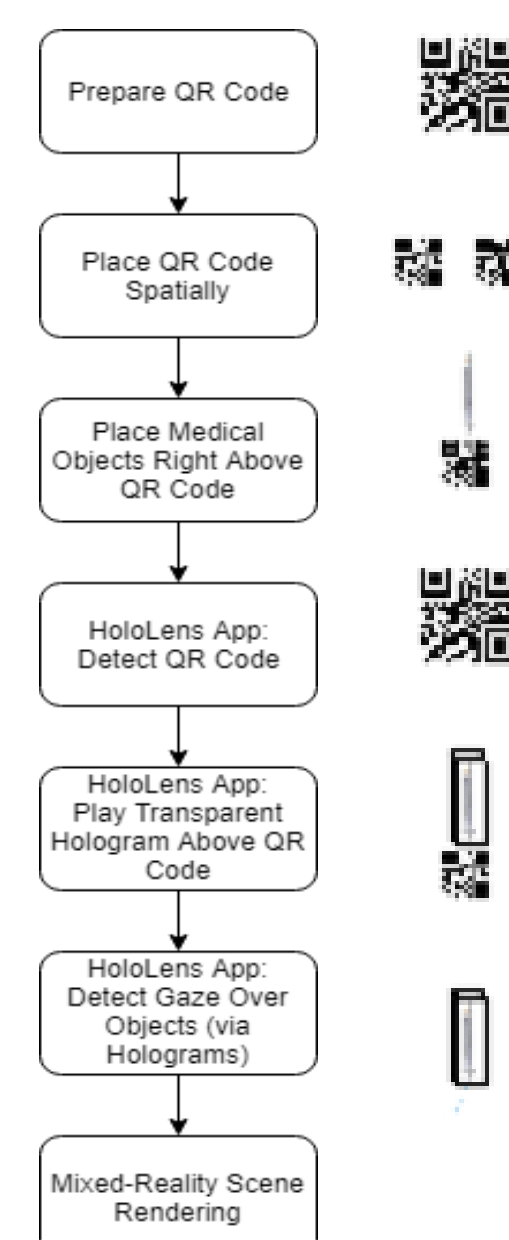 Prepare QR Code
Place QR Code
Spatially
Place Medical
Objects Right Above
QR Code
HoloLens App:
Detect QR Code
HoloLens App:
Play Transparent
Hologram Above QR
Code
HoloLens App:
Detect Gaze Over
Objects (via
Holograms)
Mixed-Reality Scene
Rendering